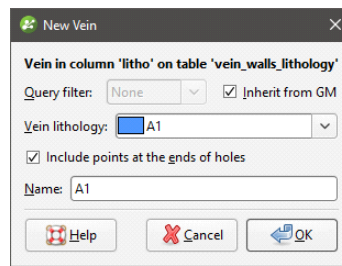 New Vein
Vein in column 'litho' on table 'vein_walls_lithology'
Query filter: None Inherit from GM
Vein lithology: A1
Include points at the ends of holes
Name: A1
Help Cancel OK